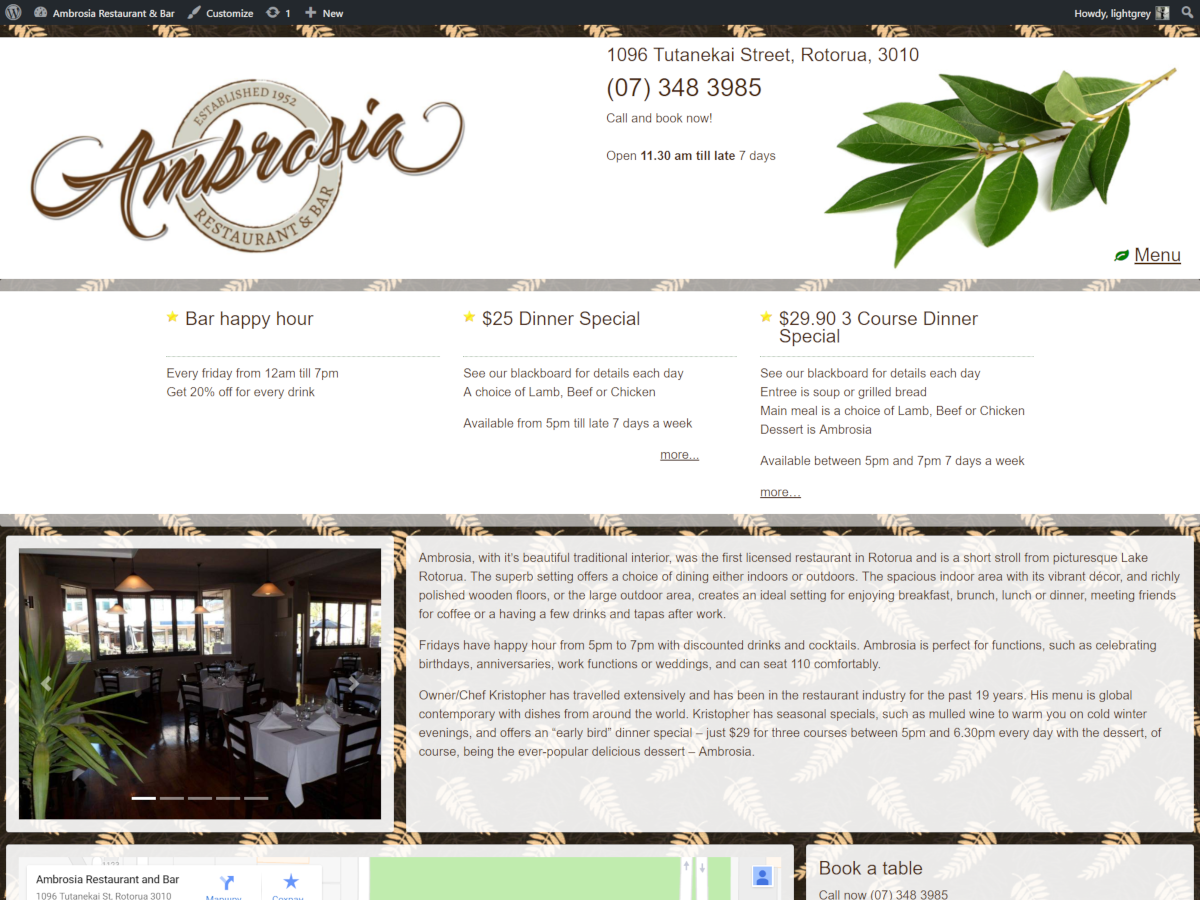 Ambrosia Restaurant & Bar Customize 1 New Howdy, lightgrey
1096 Tutanekai Street, Rotorua, 3010
(07) 348 3985
Call and book now!
Open 11.30 am till late 7 days
ESTABLISHED 1952
Ambrosia
RESTAURANT & BAR
Menu
Bar happy hour
Every friday from 12am till 7pm
Get 20% off for every drink
$25 Dinner Special
See our blackboard for details each day
A choice of Lamb, Beef or Chicken
Available from 5pm till late 7 days a week
more...
$29.90 3 Course Dinner
Special
See our blackboard for details each day
Entree is soup or grilled bread
Main meal is a choice of Lamb, Beef or Chicken
Dessert is Ambrosia
Available between 5pm and 7pm 7 days a week
more…
Ambrosia, with it's beautiful traditional interior, was the first licensed restaurant in Rotorua and is a short stroll from picturesque Lake
Rotorua. The superb setting offers a choice of dining either indoors or outdoors. The spacious indoor area with its vibrant décor, and richly
polished wooden floors, or the large outdoor area, creates an ideal setting for enjoying breakfast, brunch, lunch or dinner, meeting friends
for coffee or a having a few drinks and tapas after work.
Fridays have happy hour from 5pm to 7pm with discounted drinks and cocktails. Ambrosia is perfect for functions, such as celebrating
birthdays, anniversaries, work functions or weddings, and can seat 110 comfortably.
Owner/Chef Kristopher has travelled extensively and has been in the restaurant industry for the past 19 years. His menu is global
contemporary with dishes from around the world. Kristopher has seasonal specials, such as mulled wine to warm you on cold winter
evenings, and offers an “early bird” dinner special – just $29 for three courses between 5pm and 6.30pm every day with the dessert, of
course, being the ever-popular delicious dessert – Ambrosia.
Ambrosia Restaurant and Bar
1096 Tutanekai St, Rotorua 3010
Book a table
Call now (07) 348 3985